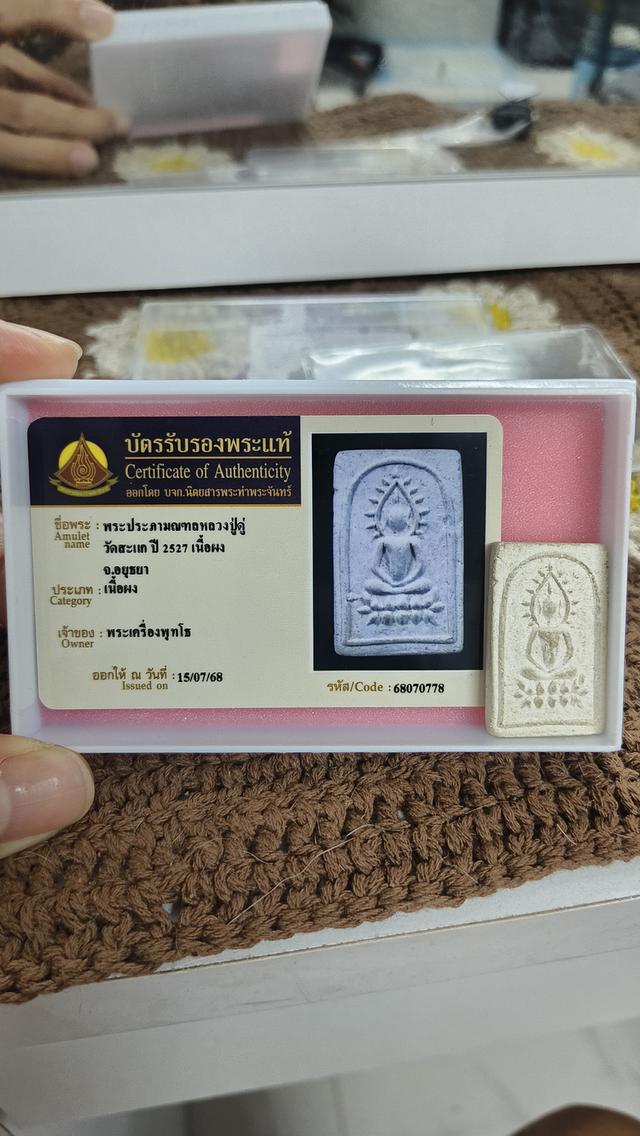 บัตรรับรองพระแท้
Certificate of Authenticity
ออกโดย บจก.นิตยสารพระท่าพระจันทร์
ชื่อพระ : พระประภามณฑลหลวงปู่ดู่
Amulet name
วัดสะแก ปี 2527 เนื้อผง
จ.อยุธยา
ประเภท : เนื้อผง
Category
เจ้าของ : พระเครื่องพุทโธ
Owner
ออกให้ ณ วันที่ : 15/07/68
Issued on
รหัส/Code : 68070778